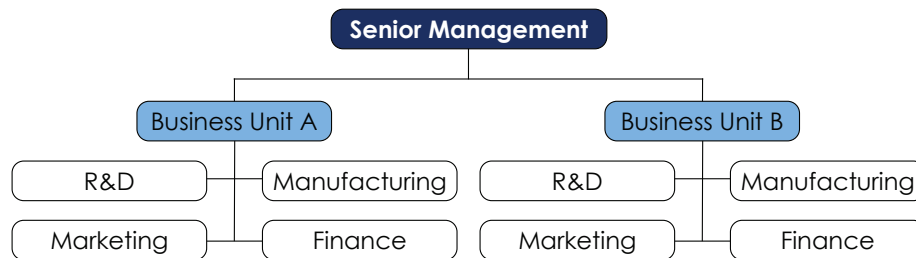 Senior Management
Business Unit A
Business Unit B
R&D
Manufacturing
R&D
Manufacturing
Marketing
Finance
Marketing
Finance